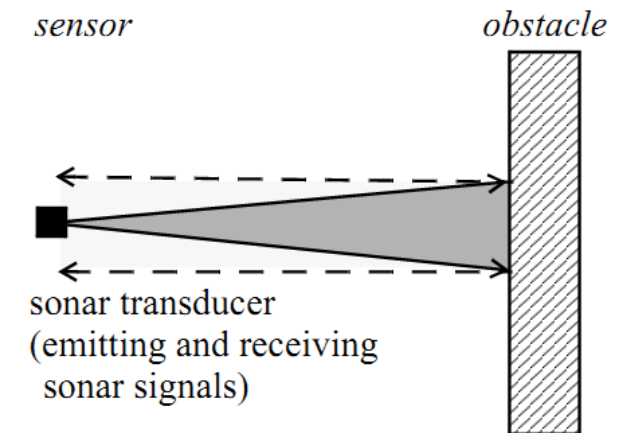 sensor
obstacle
sonar transducer
(emitting and receiving
sonar signals)